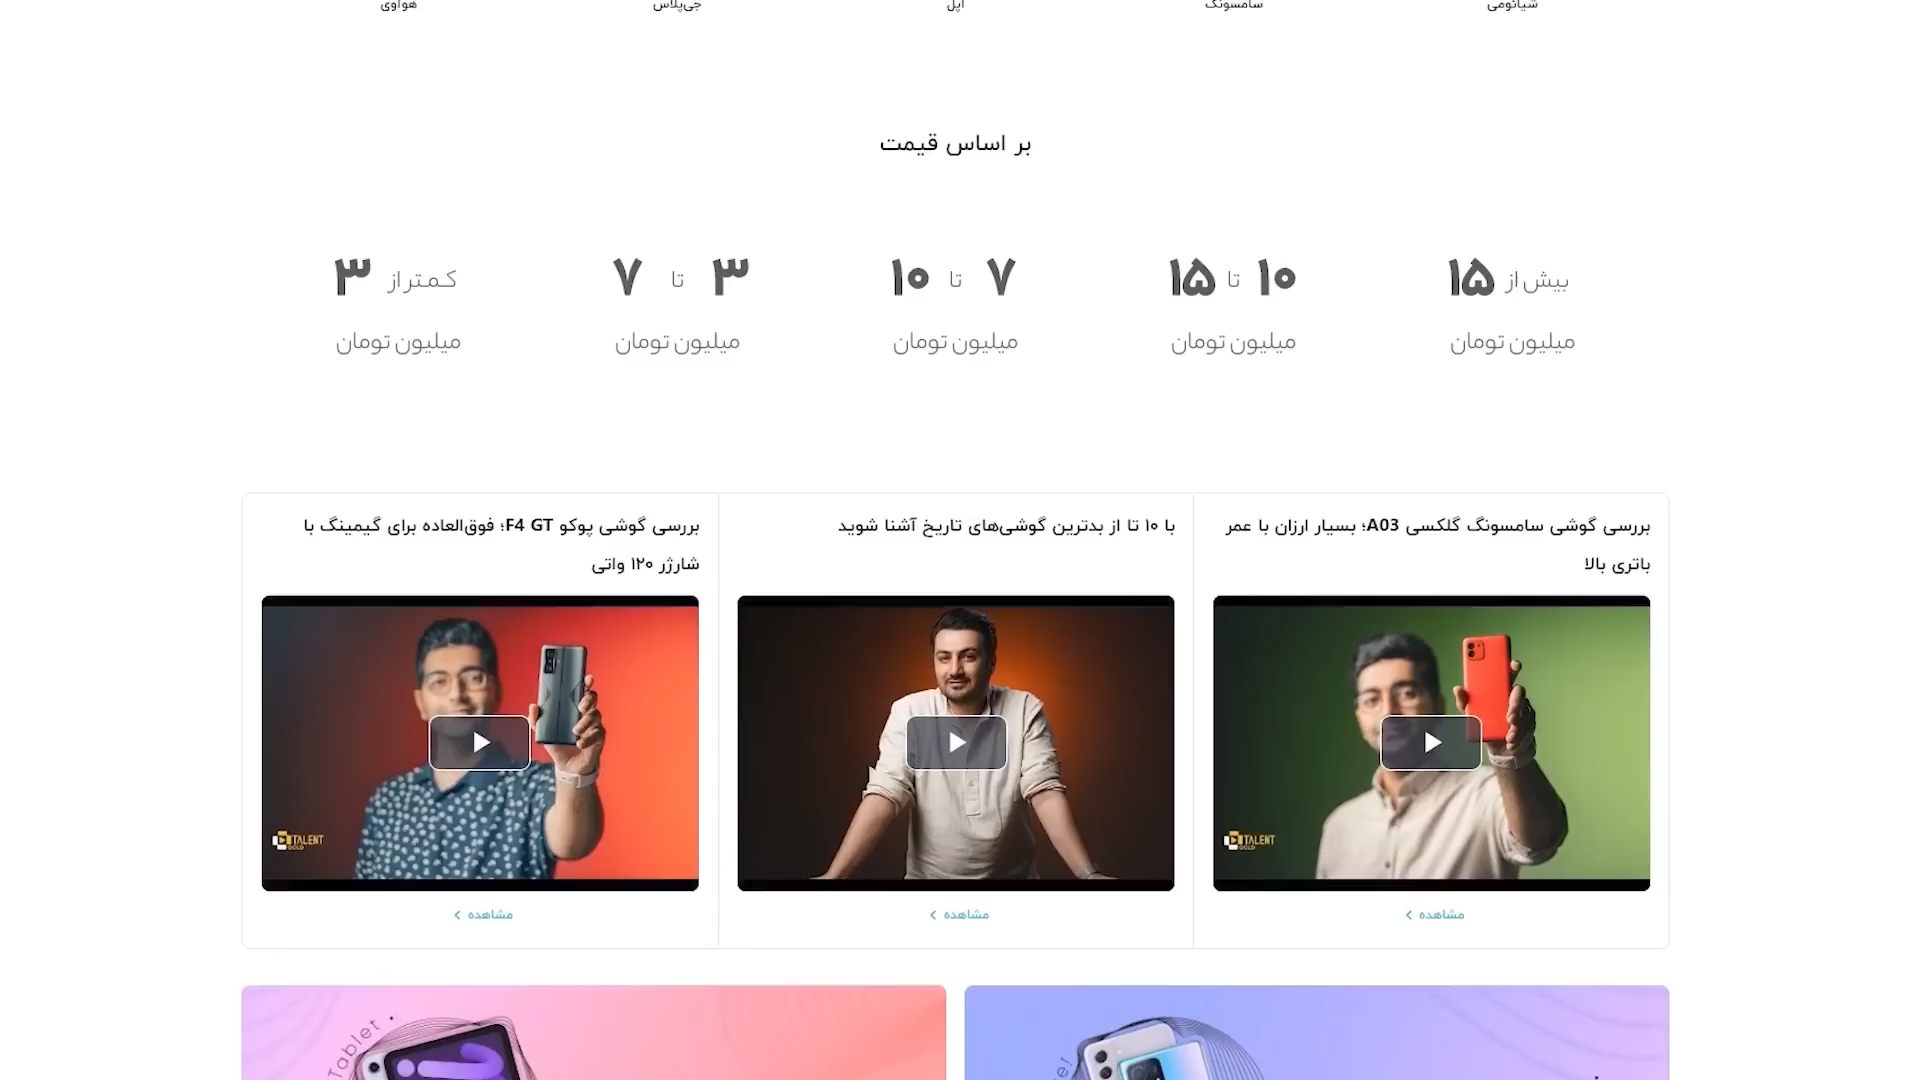 شیائومی
سامسونگ
اپل
جی‌پلاس
هوآوی
بر اساس قیمت
بیش از ۱۵
میلیون تومان
۱۰ تا ۱۵
میلیون تومان
۷ تا ۱۰
میلیون تومان
۳ تا ۷
میلیون تومان
کمتر از ۳
میلیون تومان
بررسی گوشی سامسونگ گلکسی A03؛ بسیار ارزان با عمر
باتری بالا
TALENT
GOLD
مشاهده
با ۱۰ تا از بدترین گوشی‌های تاریخ آشنا شوید
مشاهده
بررسی گوشی پوکو F4 GT؛ فوق‌العاده برای گیمینگ با
شارژر ۱۲۰ واتی
TALENT
GOLD
مشاهده
Tablet